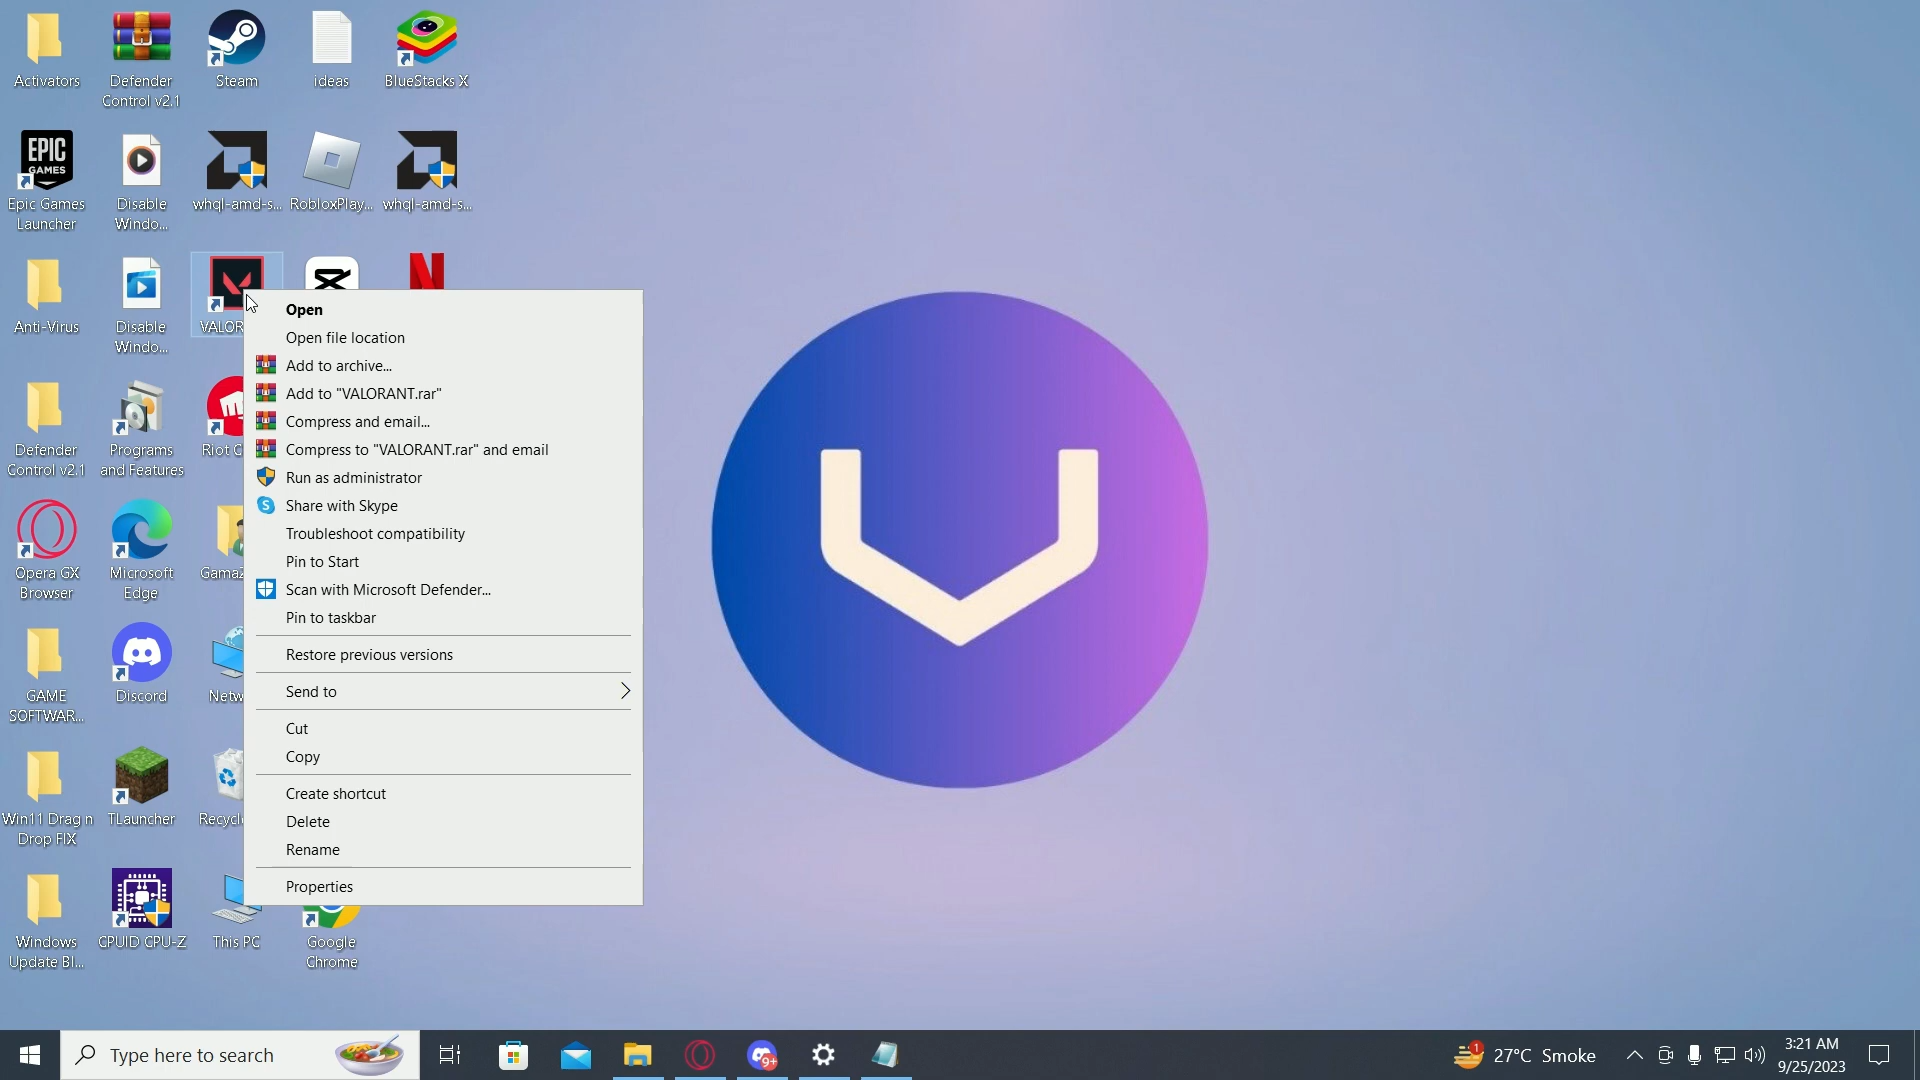 Activators
Defender
Control v2.1
Steam
ideas
BlueStacks X
EPIC
GAMES
Epic Games
Launcher
Disable
Windo...
whql-amd-s...
RobloxPlay...
whql-amd-s...
Anti-Virus
Disable
Windo...
VALOR
Defender
Control v2.1
Programs
and Features
Riot C
Opera GX
Browser
Microsoft
Edge
GamaZ
GAME
SOFTWAR...
Discord
Netw
Win11 Drag n
Drop FIX
TLauncher
Recycl
Windows
Update Bl...
CPUID CPU-Z
This PC
Google
Chrome
Open
Open file location
Add to archive...
Add to "VALORANT.rar"
Compress and email...
Compress to "VALORANT.rar" and email
Run as administrator
Share with Skype
Troubleshoot compatibility
Pin to Start
Scan with Microsoft Defender...
Pin to taskbar
Restore previous versions
Send to
Cut
Copy
Create shortcut
Delete
Rename
Properties
Type here to search
9+
1
27°C Smoke
3:21 AM
9/25/2023